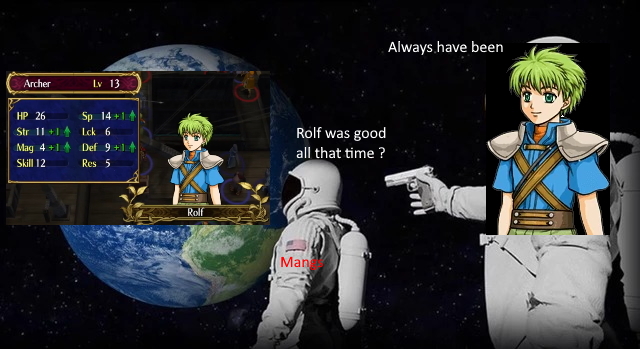 Always have been
Archer Lv 13
HP 26 Sp 14 +1
Str 11 +1 Lck 6
Mag 4 +1 Def 9 +1
Skill 12 Res 5
Rolf
Rolf was good
all that time ?